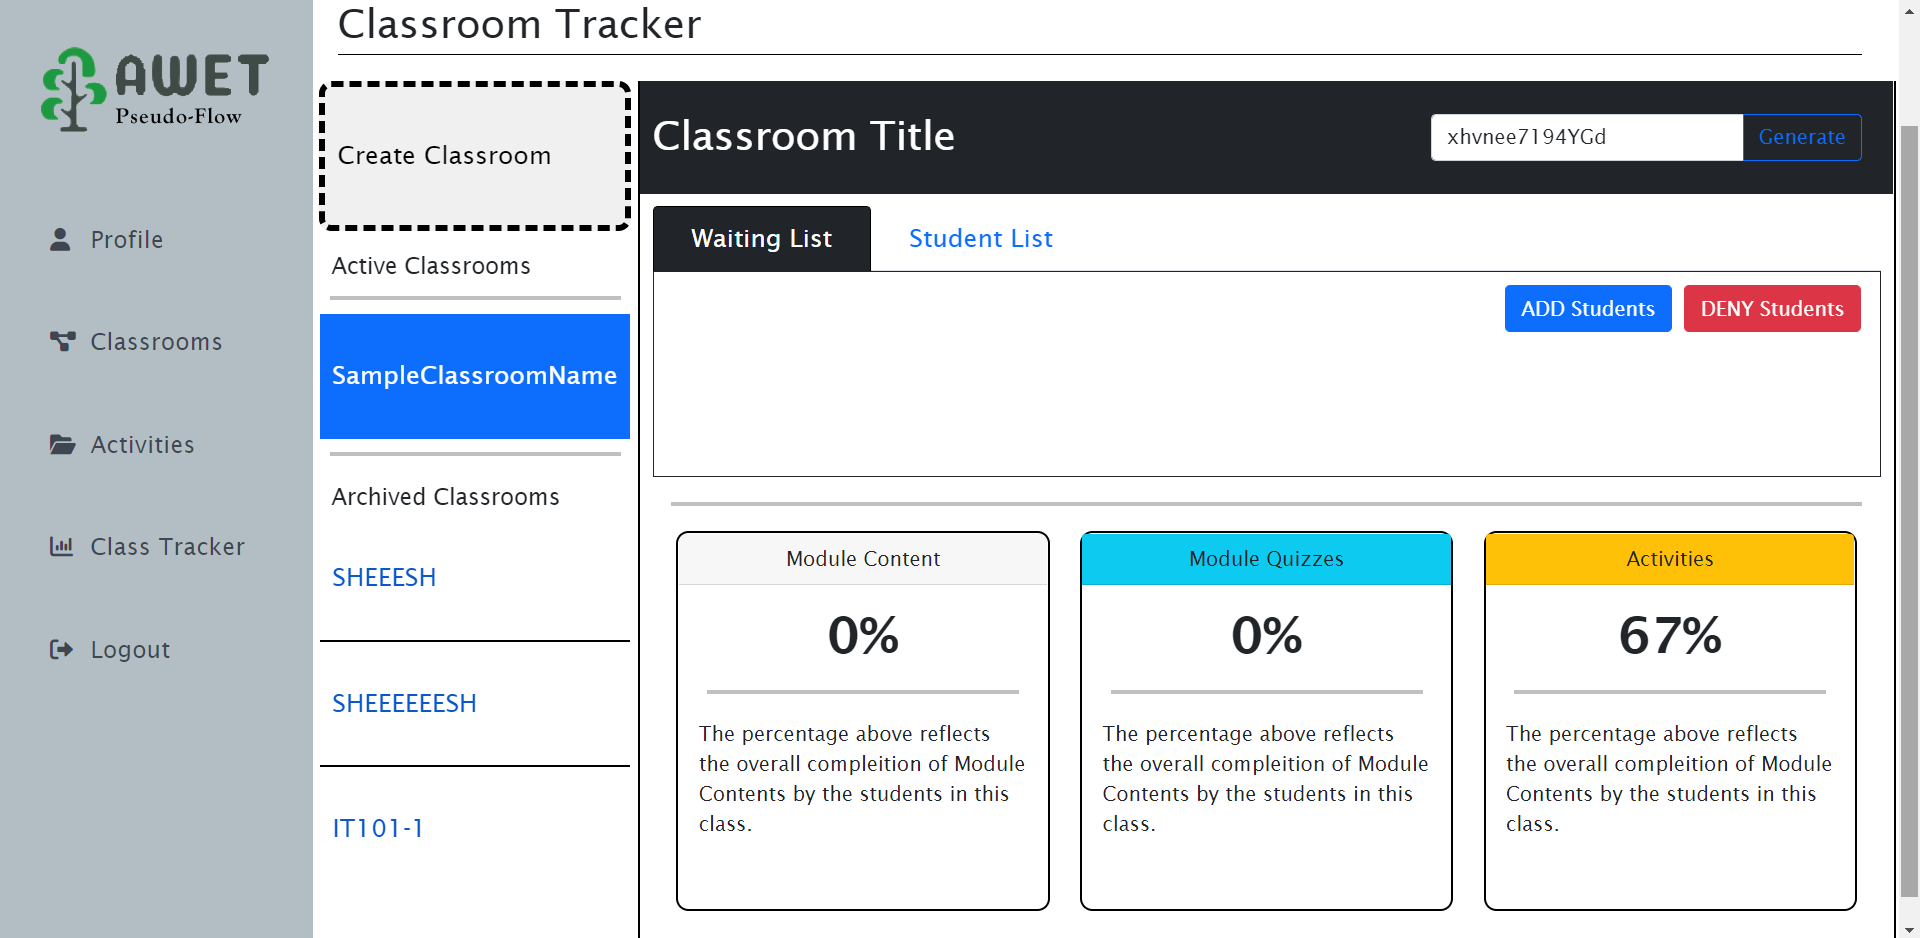 AWET
Pseudo-Flow
Profile
Classrooms
Activities
Class Tracker
Logout
Classroom Tracker
Create Classroom
Active Classrooms
SampleClassroomName
Archived Classrooms
SHEEESH
SHEEEEEESH
IT101-1
Classroom Title
xhvnee7194YGd Generate
Waiting List Student List
ADD Students DENY Students
Module Content
0%
The percentage above reflects
the overall compleition of Module
Contents by the students in this
class.
Module Quizzes
0%
The percentage above reflects
the overall compleition of Module
Contents by the students in this
class.
Activities
67%
The percentage above reflects
the overall compleition of Module
Contents by the students in this
class.